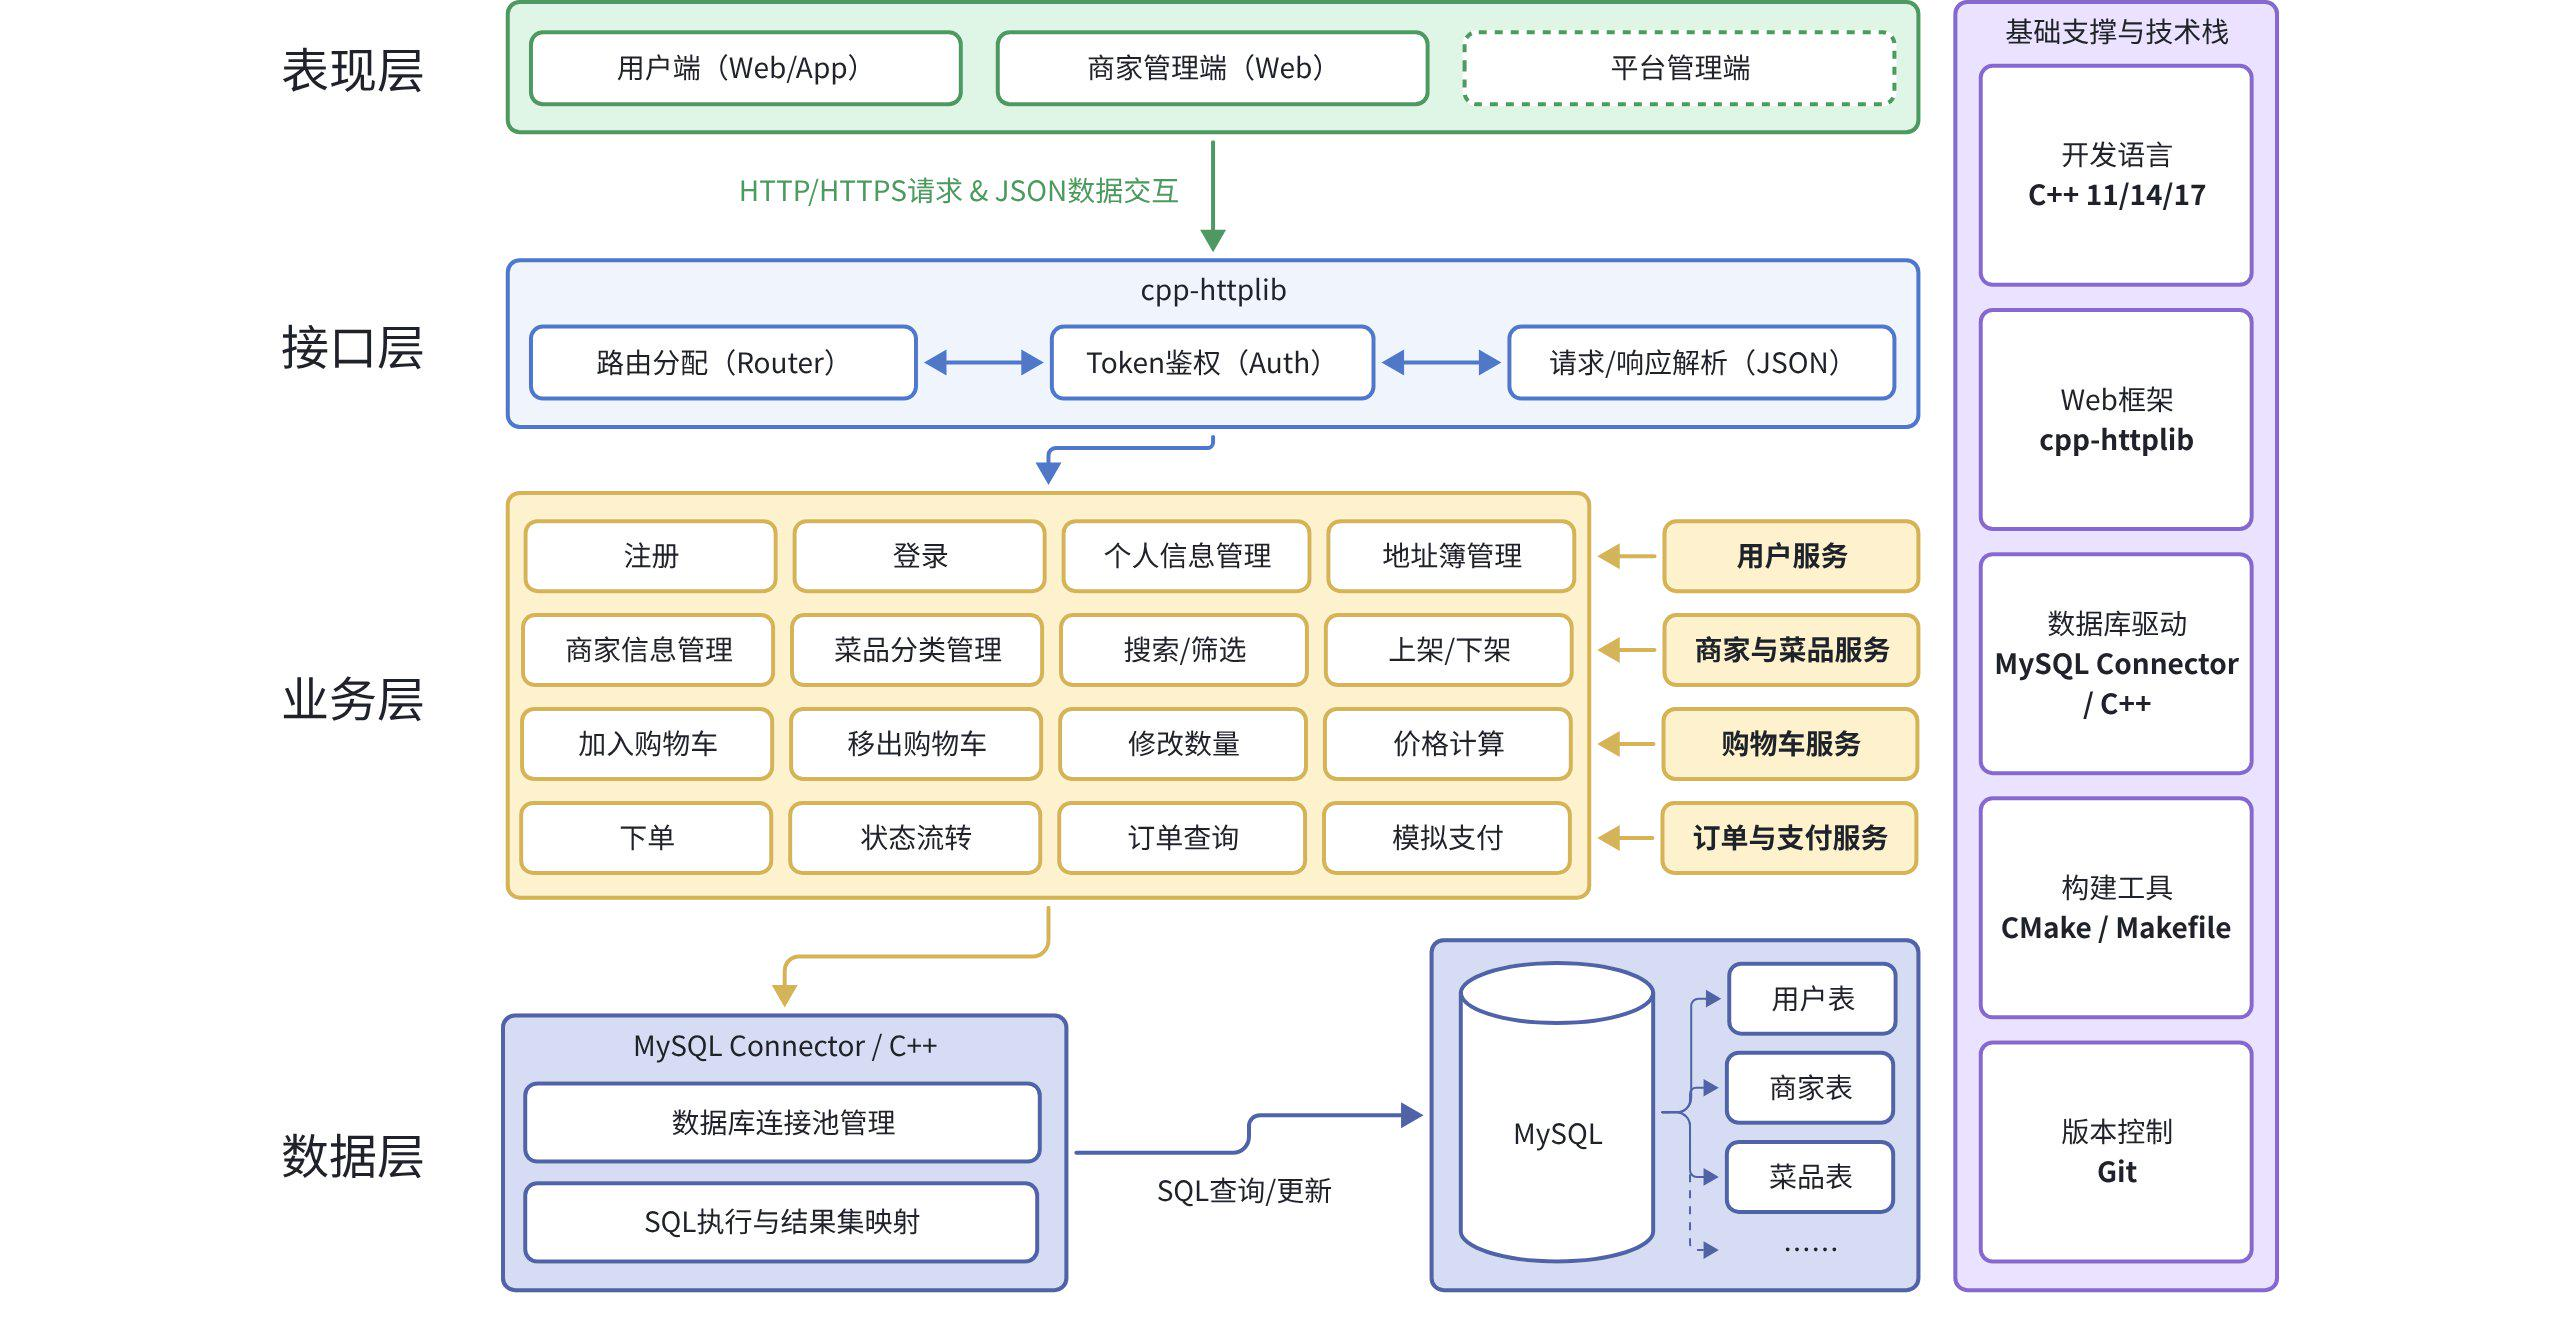 表现层
用户端（Web/App）
商家管理端（Web）
平台管理端
HTTP/HTTPS请求 & JSON数据交互
接口层
cpp-httplib
路由分配（Router）
Token鉴权（Auth）
请求/响应解析（JSON）
业务层
注册
登录
个人信息管理
地址簿管理
用户服务
商家信息管理
菜品分类管理
搜索/筛选
上架/下架
商家与菜品服务
加入购物车
移出购物车
修改数量
价格计算
购物车服务
下单
状态流转
订单查询
模拟支付
订单与支付服务
数据层
MySQL Connector / C++
数据库连接池管理
SQL执行与结果集映射
SQL查询/更新
MySQL
用户表
商家表
菜品表
······
基础支撑与技术栈
开发语言
C++ 11/14/17
Web框架
cpp-httplib
数据库驱动
MySQL Connector
/ C++
构建工具
CMake / Makefile
版本控制
Git